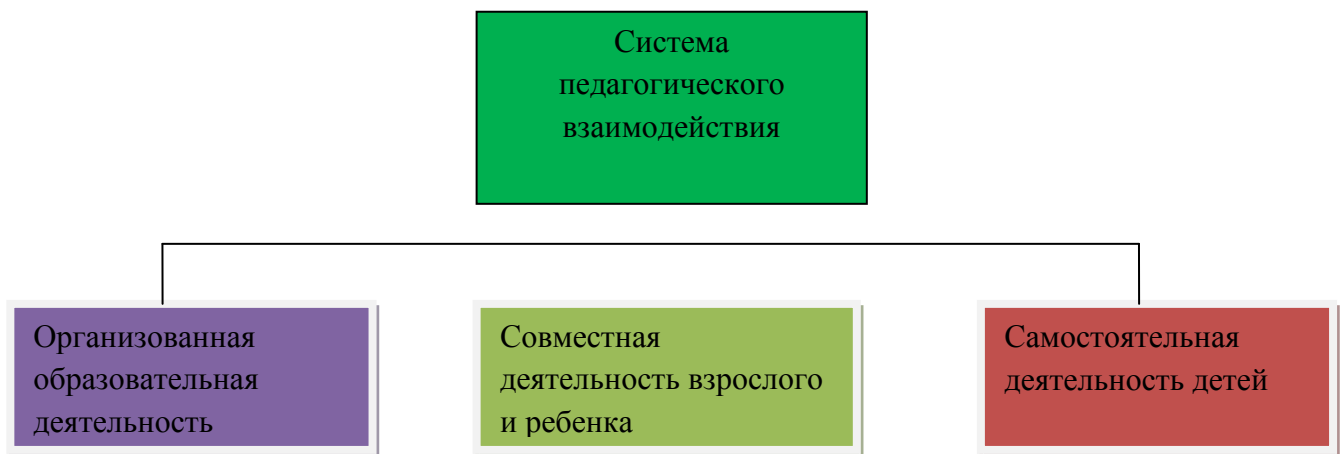 Система
педагогического
взаимодействия
Организованная
образовательная
деятельность
Совместная
деятельность взрослого
и ребенка
Самостоятельная
деятельность детей